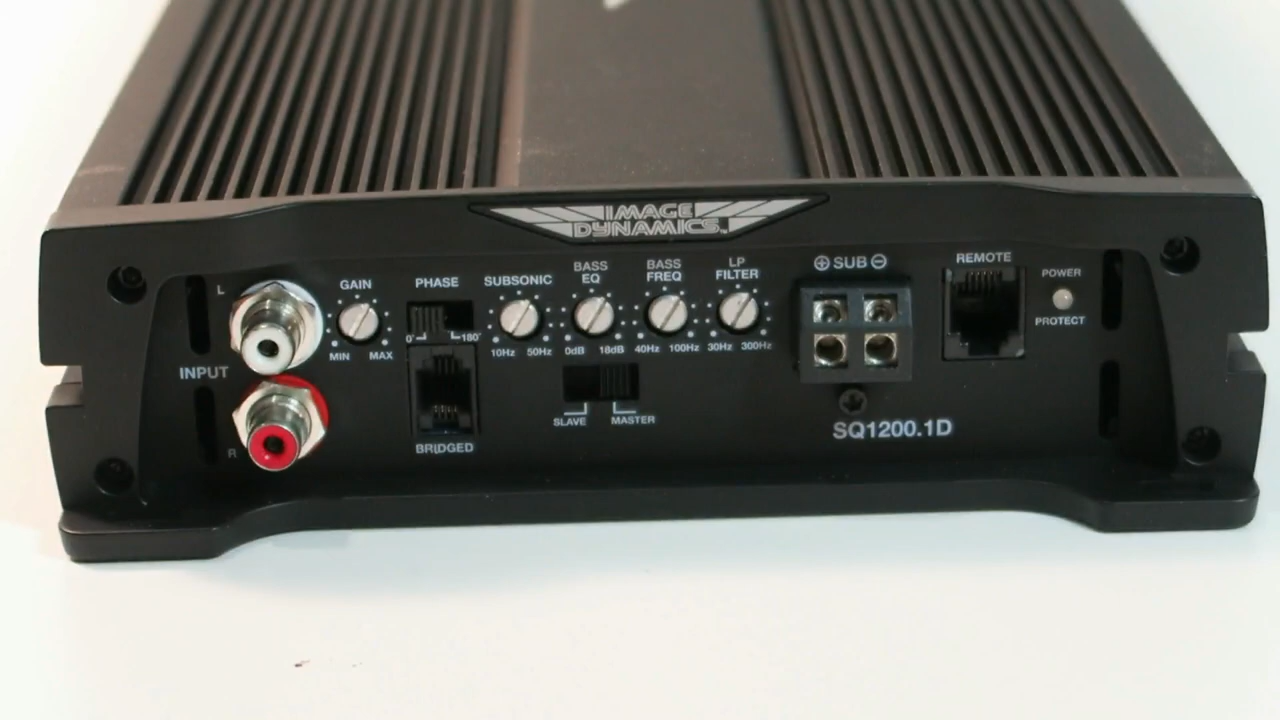 IMAGE
DYNAMICS™
L
INPUT
R
GAIN
MIN MAX
PHASE
0° 180°
BRIDGED
SUBSONIC
10Hz 50Hz
BASS
EQ
0dB 18dB
BASS
FREQ
40Hz 100Hz
LP
FILTER
30Hz 300Hz
SLAVE MASTER
⊕ SUB ⊖
SQ1200.1D
REMOTE
POWER
PROTECT